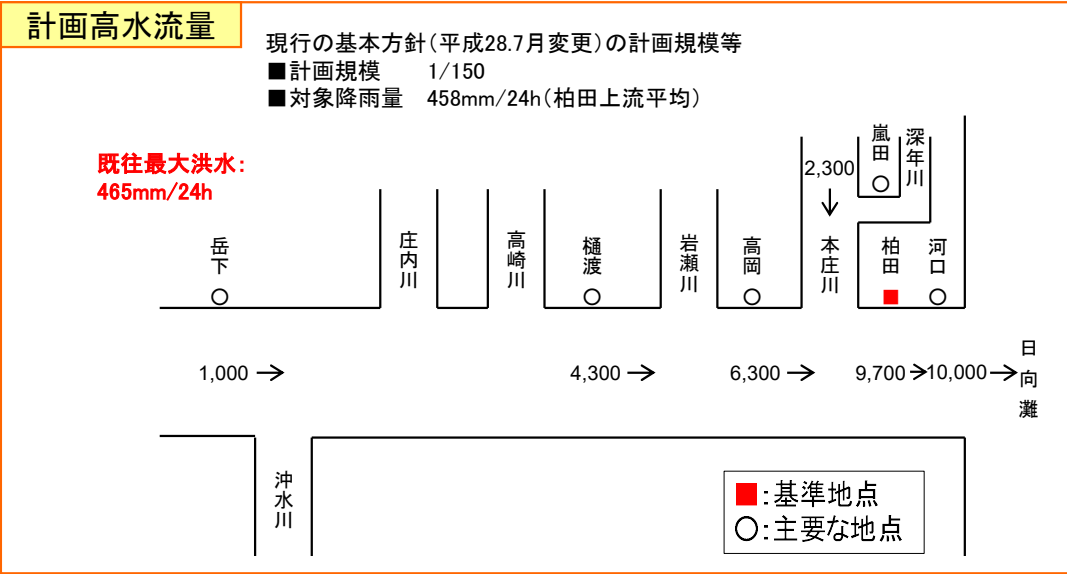 計画高水流量
現行の基本方針(平成28.7月変更)の計画規模等
■計画規模 1/150
■対象降雨量 458mm/24h(柏田上流平均)
既往最大洪水:
465mm/24h
岳下
庄内川
高崎川
樋渡
岩瀬川
高岡
2,300
本庄川
嵐田
深年川
柏田
河口
1,000
4,300
6,300
9,700
10,000
日向灘
沖水川
■:基準地点
○:主要な地点